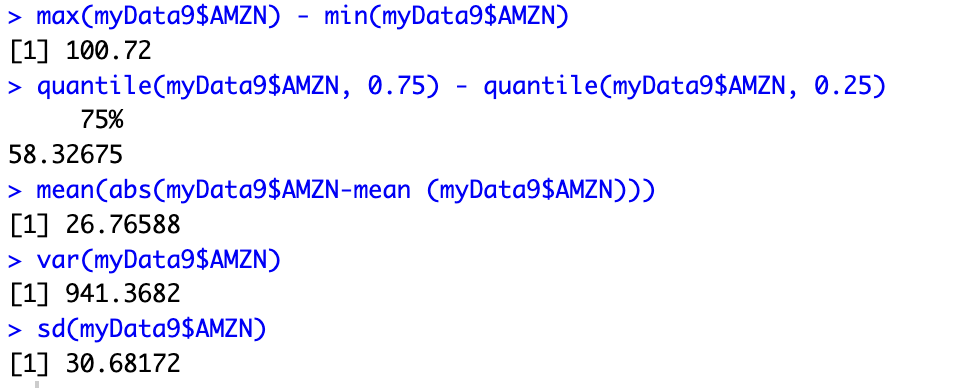 > max(myData9$AMZN) - min(myData9$AMZN)
[1] 100.72
> quantile(myData9$AMZN, 0.75) - quantile(myData9$AMZN, 0.25)
     75%
58.32675
> mean(abs(myData9$AMZN-mean (myData9$AMZN)))
[1] 26.76588
> var(myData9$AMZN)
[1] 941.3682
> sd(myData9$AMZN)
[1] 30.68172